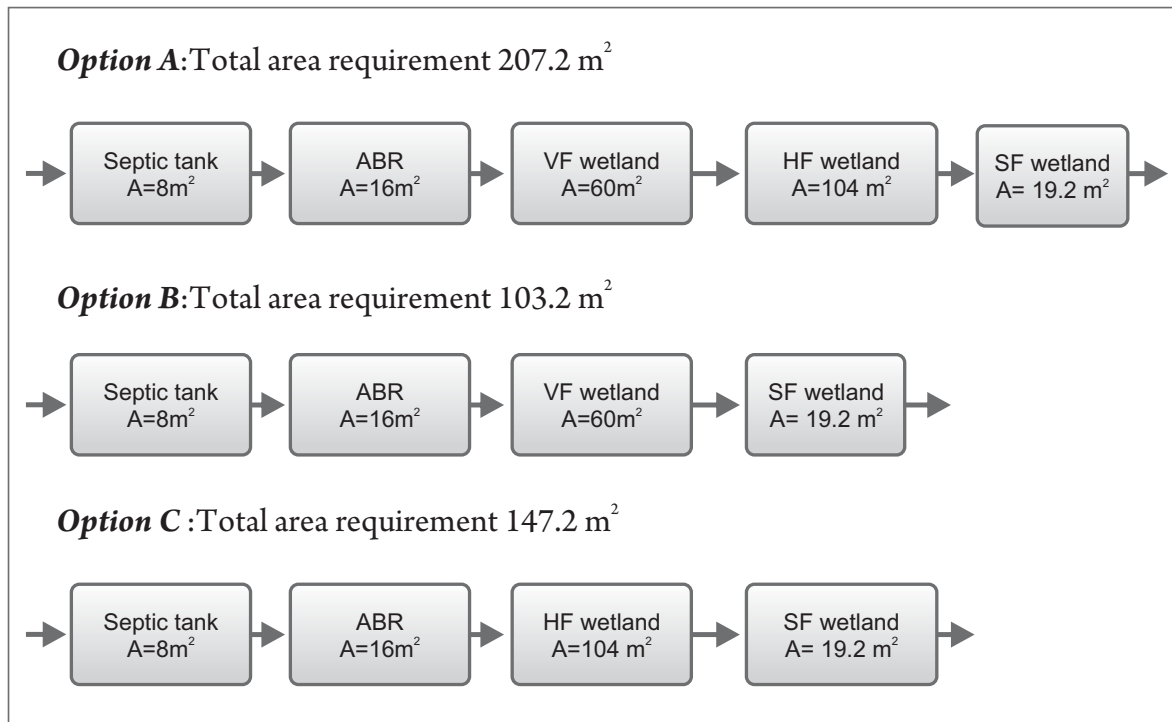 Option A:Total area requirement 207.2 m²
Septic tank
A=8m²
ABR
A=16m²
VF wetland
A=60m²
HF wetland
A=104 m²
SF wetland
A= 19.2 m²
Option B:Total area requirement 103.2 m²
Septic tank
A=8m²
ABR
A=16m²
VF wetland
A=60m²
SF wetland
A= 19.2 m²
Option C :Total area requirement 147.2 m²
Septic tank
A=8m²
ABR
A=16m²
HF wetland
A=104 m²
SF wetland
A= 19.2 m²